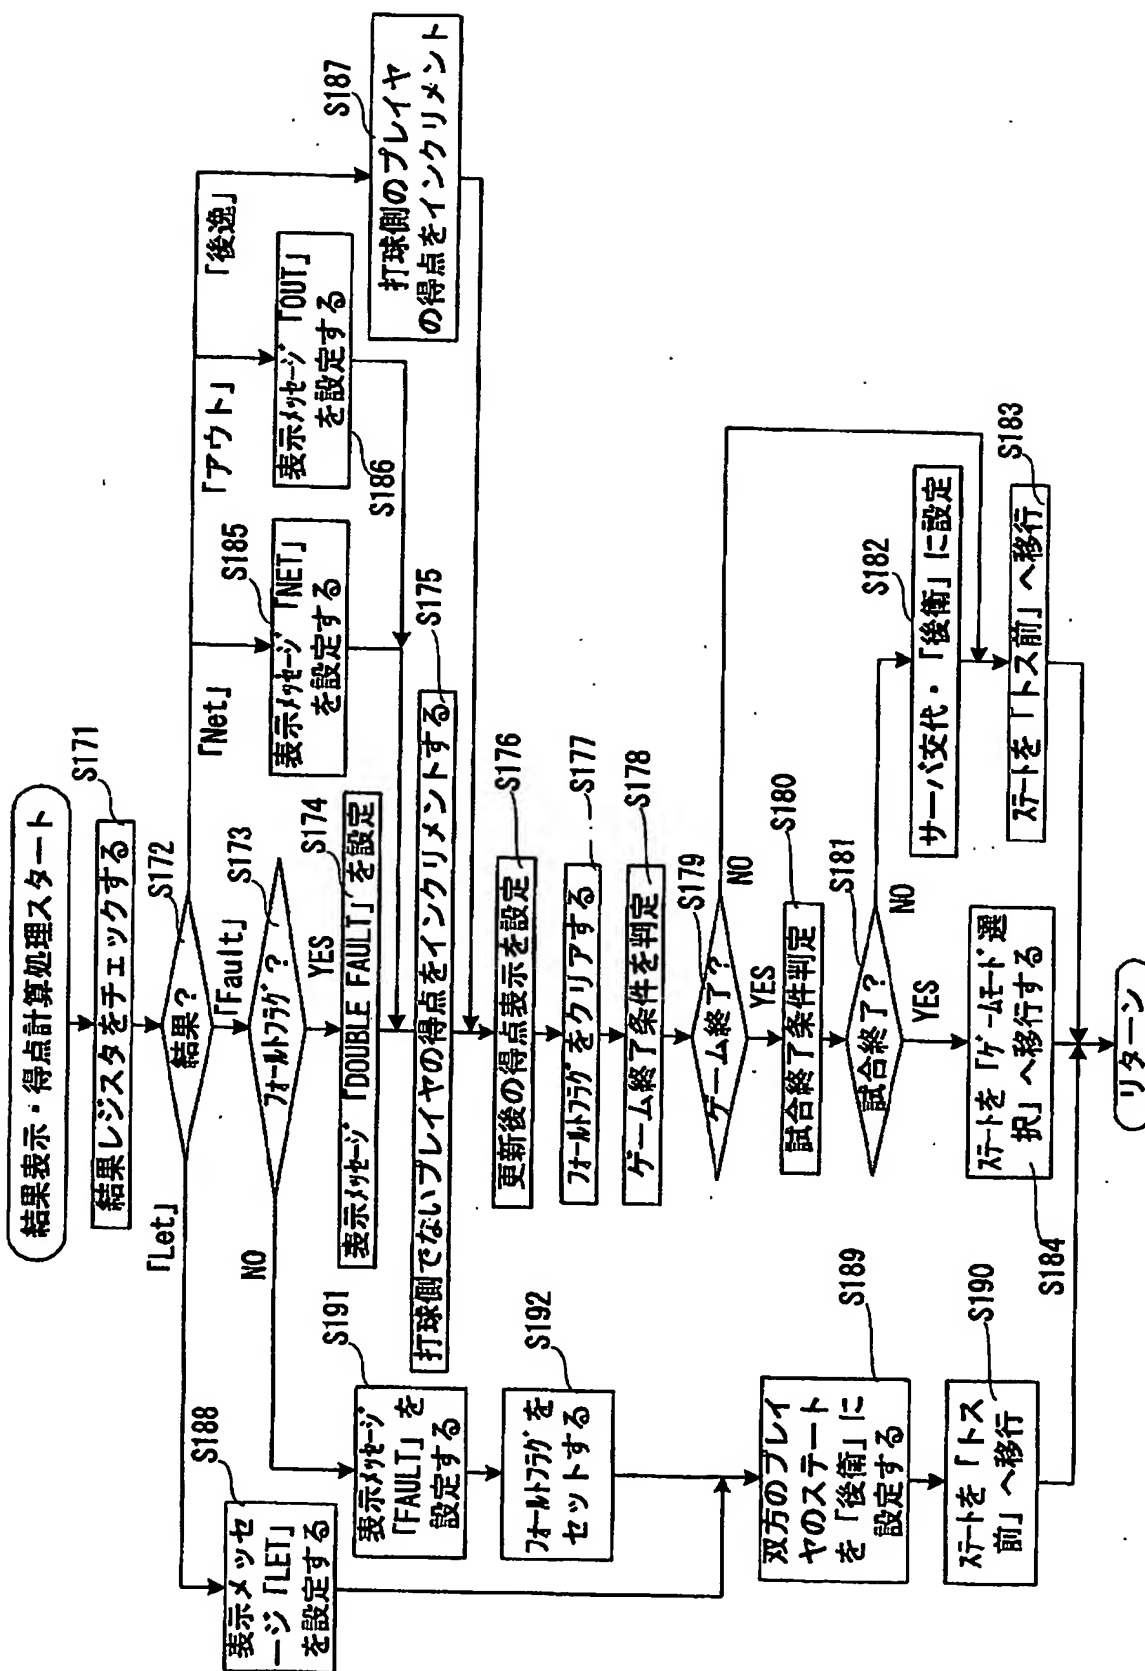 結果表示・得点計算処理スタート
結果レジスタをチェックする
S171
結果?
S172
「Let」
「Fault」
「Net」
「アウト」
「後逸」
フォールトフラグ?
S173
NO
YES
表示メッセージ「DOUBLE FAULT」を設定
S174
表示メッセージ「NET」
を設定する
S185
表示メッセージ「OUT」
を設定する
S186
打球側のプレイヤ
の得点をインクリメント
S187
打球側でないプレイヤの得点をインクリメントする
S175
更新後の得点表示を設定
S176
フォールトフラグをクリアする
S177
ゲーム終了条件を判定
S178
ゲーム終了?
S179
NO
YES
試合終了条件判定
S180
試合終了?
S181
NO
YES
サーバ交代・「後衛」に設定
S182
ステートを「トス前」へ移行
S183
ステートを「ゲームモード選
択」へ移行する
S184
表示メッセ
ージ「LET」
を設定する
S188
表示メッセージ
「FAULT」を
設定する
S191
フォールトフラグを
セットする
S192
双方のプレイ
ヤのステート
を「後衛」に
設定する
S189
ステートを「トス
前」へ移行
S190
リターン